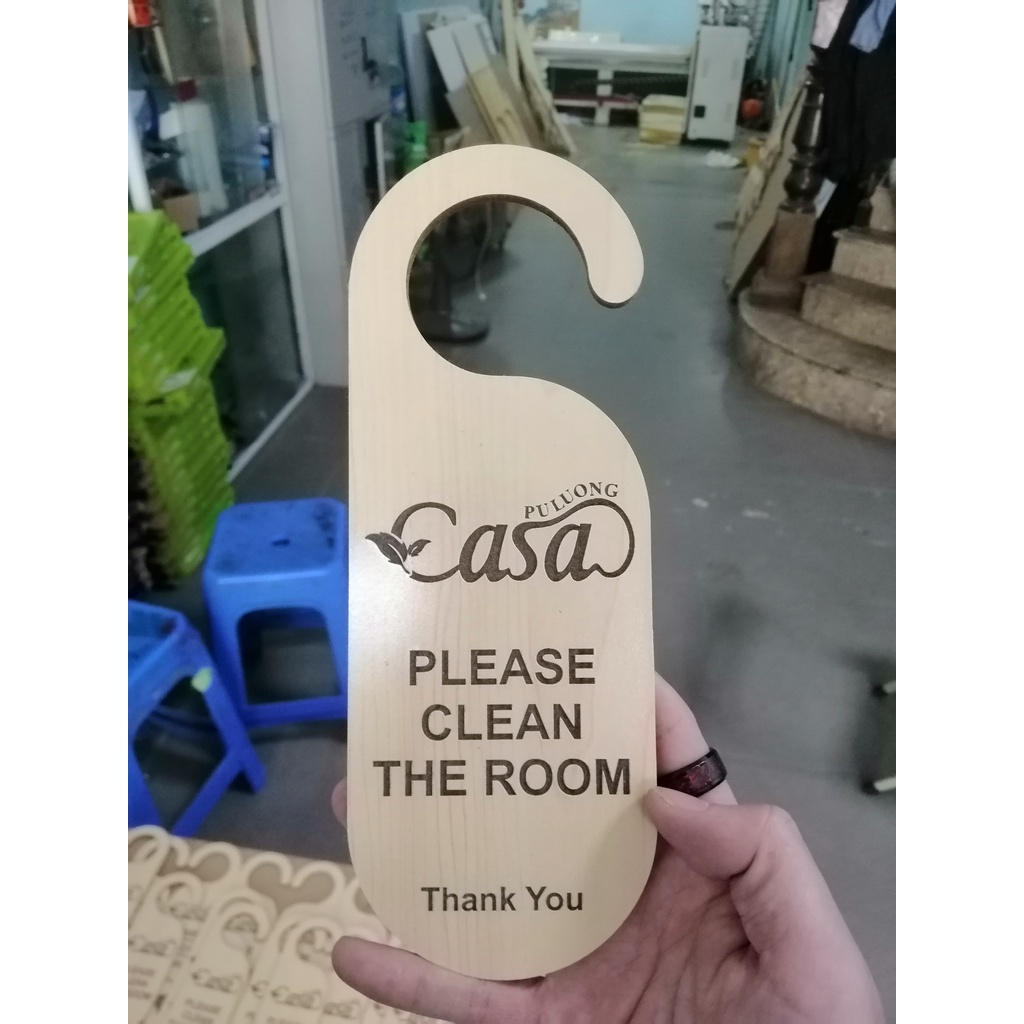 PULUONG
Casa
PLEASE
CLEAN
THE ROOM
Thank You